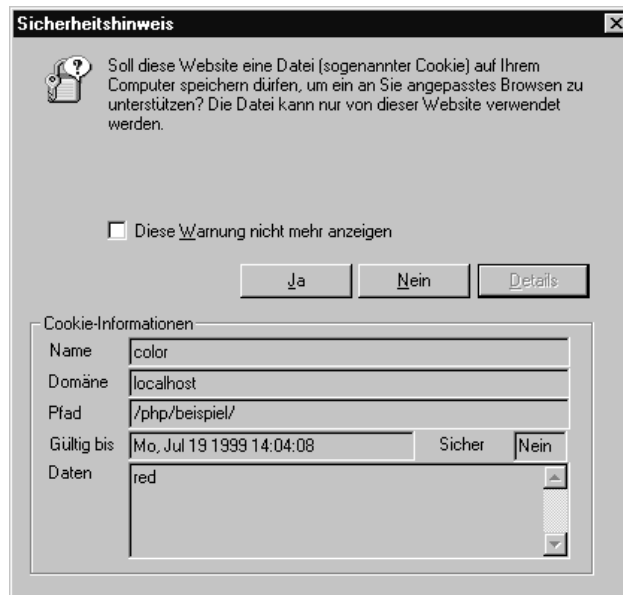 Sicherheitshinweis
Soll diese Website eine Datei (sogenannter Cookie) auf Ihrem
Computer speichern dürfen, um ein an Sie angepasstes Browsen zu
unterstützen? Die Datei kann nur von dieser Website verwendet
werden.
Diese Warnung nicht mehr anzeigen
Ja Nein Details
Cookie-Informationen
Name color
Domäne localhost
Pfad /php/beispiel/
Gültig bis Mo, Jul 19 1999 14:04:08 Sicher Nein
Daten red